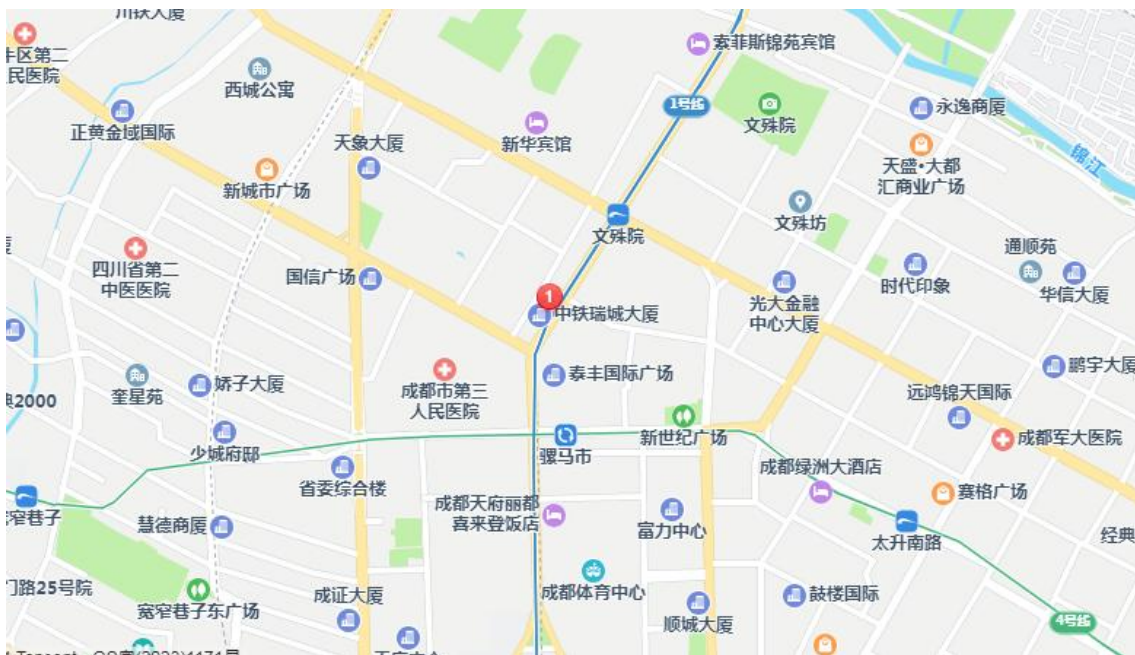 川铁大厦
索菲斯锦苑宾馆
牛区第二
民医院
西城公寓
1号线
永逸商厦
正黄金域国际
新华宾馆
文殊院
天象大厦
锦江
天盛·大都
汇商业广场
新城市广场
文殊坊
文殊院
通顺苑
四川省第二
中医医院
国信广场
时代印象
华信大厦
1
中铁瑞城大厦
光大金融
中心大厦
娇子大厦
成都市第三
人民医院
泰丰国际广场
鹏宇大厦
奎星苑
2000
远鸿锦天国际
少城府邸
骡马市
新世纪广场
成都军大医院
省委综合楼
成都绿洲大酒店
赛格广场
窄巷子
慧德商厦
成都天府丽都
喜来登饭店
富力中心
太升南路
经典
门路25号院
宽窄巷子东广场
成证大厦
成都体育中心
鼓楼国际
顺城大厦
4号线